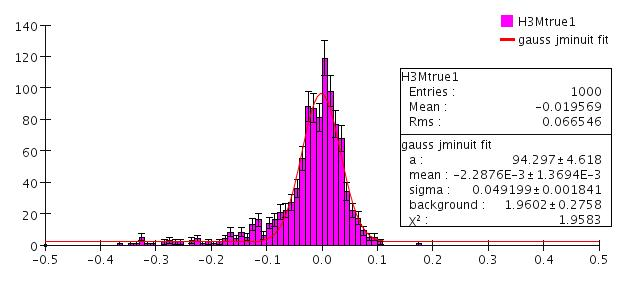 H3Mtrue1
gauss jminuit fit
140
120
100
80
60
40
20
0
H3Mtrue1
Entries : 1000
Mean : -0.019569
Rms : 0.066546
gauss jminuit fit
a : 94.297±4.618
mean : -2.2876E-3±1.3694E-3
sigma : 0.049199±0.001841
background : 1.9602±0.2758
χ² : 1.9583
-0.5 -0.4 -0.3 -0.2 -0.1 0.0 0.1 0.2 0.3 0.4 0.5